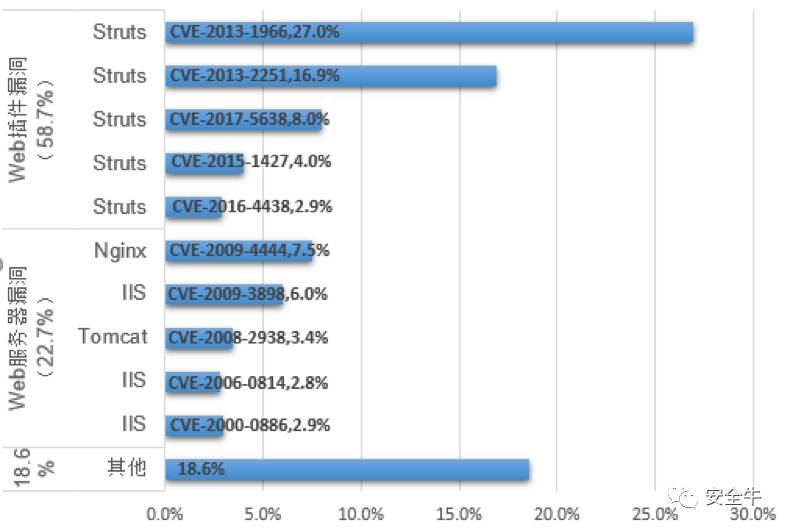 Web插件漏洞
（58.7%）
Struts CVE-2013-1966,27.0%
Struts CVE-2013-2251,16.9%
Struts CVE-2017-5638,8.0%
Struts CVE-2015-1427,4.0%
Struts CVE-2016-4438,2.9%
Web服务器漏洞
（22.7%）
Nginx CVE-2009-4444,7.5%
IIS CVE-2009-3898,6.0%
Tomcat CVE-2008-2938,3.4%
IIS CVE-2006-0814,2.8%
IIS CVE-2000-0886,2.9%
18.6
%
其他 18.6%
安全牛
0.0% 5.0% 10.0% 15.0% 20.0% 25.0% 30.0%